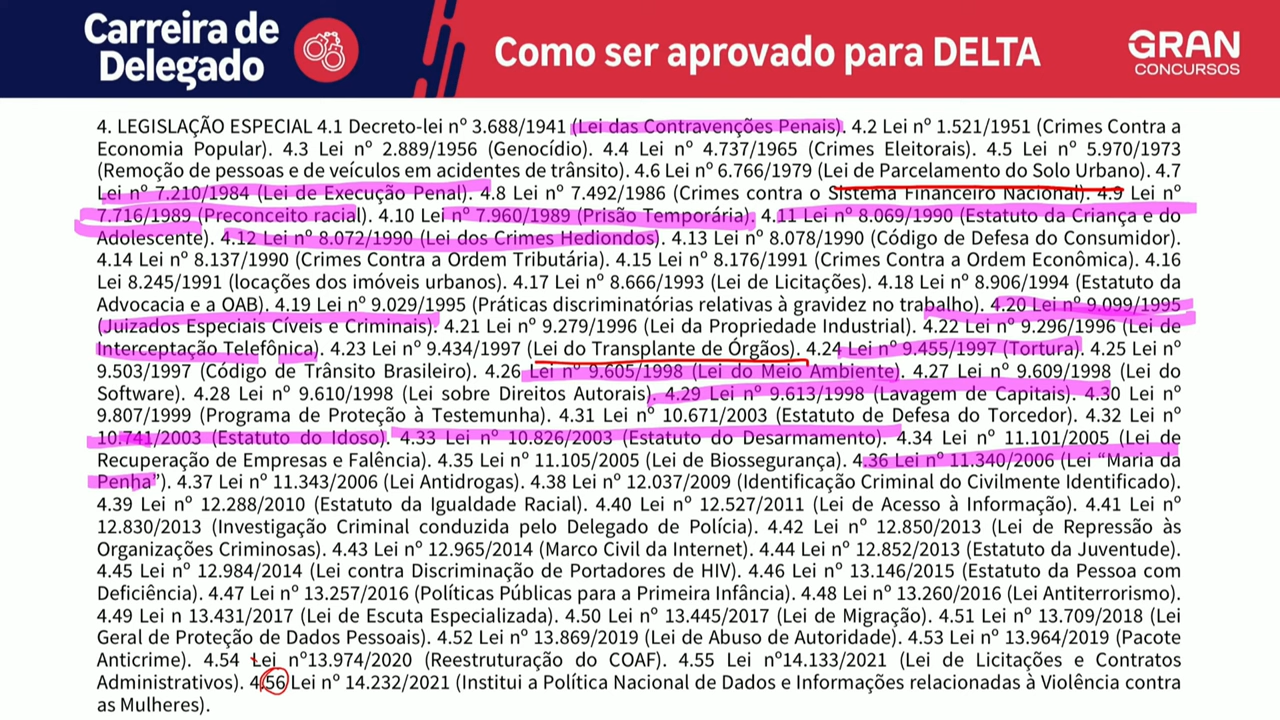 Carreira de
Delegado
Como ser aprovado para DELTA
GRAN
CONCURSOS
4. LEGISLAÇÃO ESPECIAL 4.1 Decreto-lei nº 3.688/1941 (Lei das Contravenções Penais). 4.2 Lei nº 1.521/1951 (Crimes Contra a
Economia Popular). 4.3 Lei nº 2.889/1956 (Genocídio). 4.4 Lei nº 4.737/1965 (Crimes Eleitorais). 4.5 Lei nº 5.970/1973
(Remoção de pessoas e de veículos em acidentes de trânsito). 4.6 Lei nº 6.766/1979 (Lei de Parcelamento do Solo Urbano). 4.7
Lei nº 7.210/1984 (Lei de Execução Penal). 4.8 Lei nº 7.492/1986 (Crimes contra o Sistema Financeiro Nacional). 4.9 Lei nº
7.716/1989 (Preconceito racial). 4.10 Lei nº 7.960/1989 (Prisão Temporária). 4.11 Lei nº 8.069/1990 (Estatuto da Criança e do
Adolescente). 4.12 Lei nº 8.072/1990 (Lei dos Crimes Hediondos). 4.13 Lei nº 8.078/1990 (Código de Defesa do Consumidor).
4.14 Lei nº 8.137/1990 (Crimes Contra a Ordem Tributária). 4.15 Lei nº 8.176/1991 (Crimes Contra a Ordem Econômica). 4.16
Lei 8.245/1991 (locações dos imóveis urbanos). 4.17 Lei nº 8.666/1993 (Lei de Licitações). 4.18 Lei nº 8.906/1994 (Estatuto da
Advocacia e a OAB). 4.19 Lei nº 9.029/1995 (Práticas discriminatórias relativas à gravidez no trabalho). 4.20 Lei nº 9.099/1995
(Juizados Especiais Cíveis e Criminais). 4.21 Lei nº 9.279/1996 (Lei da Propriedade Industrial). 4.22 Lei nº 9.296/1996 (Lei de
Interceptação Telefônica). 4.23 Lei nº 9.434/1997 (Lei do Transplante de Órgãos). 4.24 Lei nº 9.455/1997 (Tortura). 4.25 Lei nº
9.503/1997 (Código de Trânsito Brasileiro). 4.26 Lei nº 9.605/1998 (Lei do Meio Ambiente). 4.27 Lei nº 9.609/1998 (Lei do
Software). 4.28 Lei nº 9.610/1998 (Lei sobre Direitos Autorais). 4.29 Lei nº 9.613/1998 (Lavagem de Capitais). 4.30 Lei nº
9.807/1999 (Programa de Proteção à Testemunha). 4.31 Lei nº 10.671/2003 (Estatuto de Defesa do Torcedor). 4.32 Lei nº
10.741/2003 (Estatuto do Idoso). 4.33 Lei nº 10.826/2003 (Estatuto do Desarmamento). 4.34 Lei nº 11.101/2005 (Lei de
Recuperação de Empresas e Falência). 4.35 Lei nº 11.105/2005 (Lei de Biossegurança). 4.36 Lei nº 11.340/2006 (Lei “Maria da
Penha”). 4.37 Lei nº 11.343/2006 (Lei Antidrogas). 4.38 Lei nº 12.037/2009 (Identificação Criminal do Civilmente Identificado).
4.39 Lei nº 12.288/2010 (Estatuto da Igualdade Racial). 4.40 Lei nº 12.527/2011 (Lei de Acesso à Informação). 4.41 Lei nº
12.830/2013 (Investigação Criminal conduzida pelo Delegado de Polícia). 4.42 Lei nº 12.850/2013 (Lei de Repressão às
Organizações Criminosas). 4.43 Lei nº 12.965/2014 (Marco Civil da Internet). 4.44 Lei nº 12.852/2013 (Estatuto da Juventude).
4.45 Lei nº 12.984/2014 (Lei contra Discriminação de Portadores de HIV). 4.46 Lei nº 13.146/2015 (Estatuto da Pessoa com
Deficiência). 4.47 Lei nº 13.257/2016 (Políticas Públicas para a Primeira Infância). 4.48 Lei nº 13.260/2016 (Lei Antiterrorismo).
4.49 Lei n 13.431/2017 (Lei de Escuta Especializada). 4.50 Lei nº 13.445/2017 (Lei de Migração). 4.51 Lei nº 13.709/2018 (Lei
Geral de Proteção de Dados Pessoais). 4.52 Lei nº 13.869/2019 (Lei de Abuso de Autoridade). 4.53 Lei nº 13.964/2019 (Pacote
Anticrime). 4.54 Lei nº13.974/2020 (Reestruturação do COAF). 4.55 Lei nº14.133/2021 (Lei de Licitações e Contratos
Administrativos). 4.56 Lei nº 14.232/2021 (Institui a Política Nacional de Dados e Informações relacionadas à Violência contra
as Mulheres).